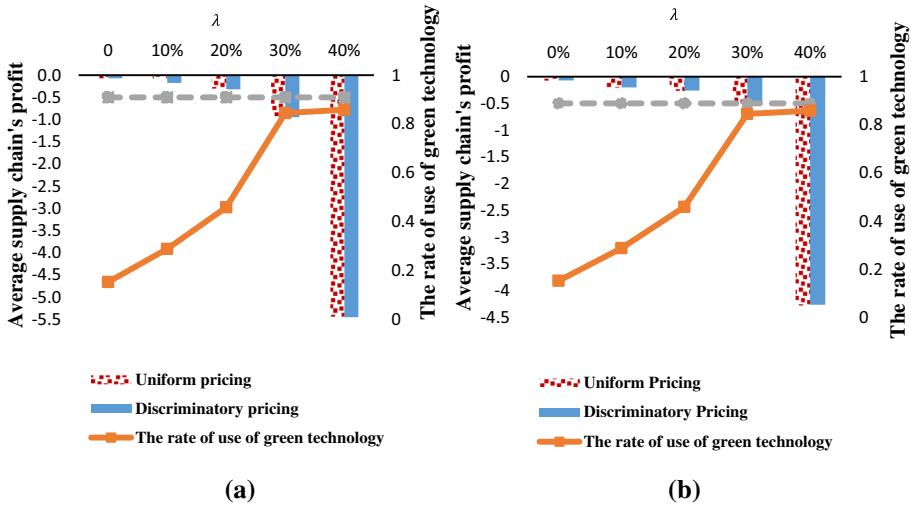 λ
0 10% 20% 30% 40%
0.0
-0.5
-1.0
-1.5
-2.0
-2.5
-3.0
-3.5
-4.0
-4.5
-5.0
-5.5
Average supply chain's profit
1
0.8
0.6
0.4
0.2
0
The rate of use of green technology
Uniform pricing
Discriminatory pricing
The rate of use of green technology
(a)
λ
0% 10% 20% 30% 40%
0
-0.5
-1
-1.5
-2
-2.5
-3
-3.5
-4
-4.5
Average supply chain's profit
1
0.8
0.6
0.4
0.2
0
The rate of use of green technology
Uniform Pricing
Discriminatory Pricing
The rate of use of green technology
(b)